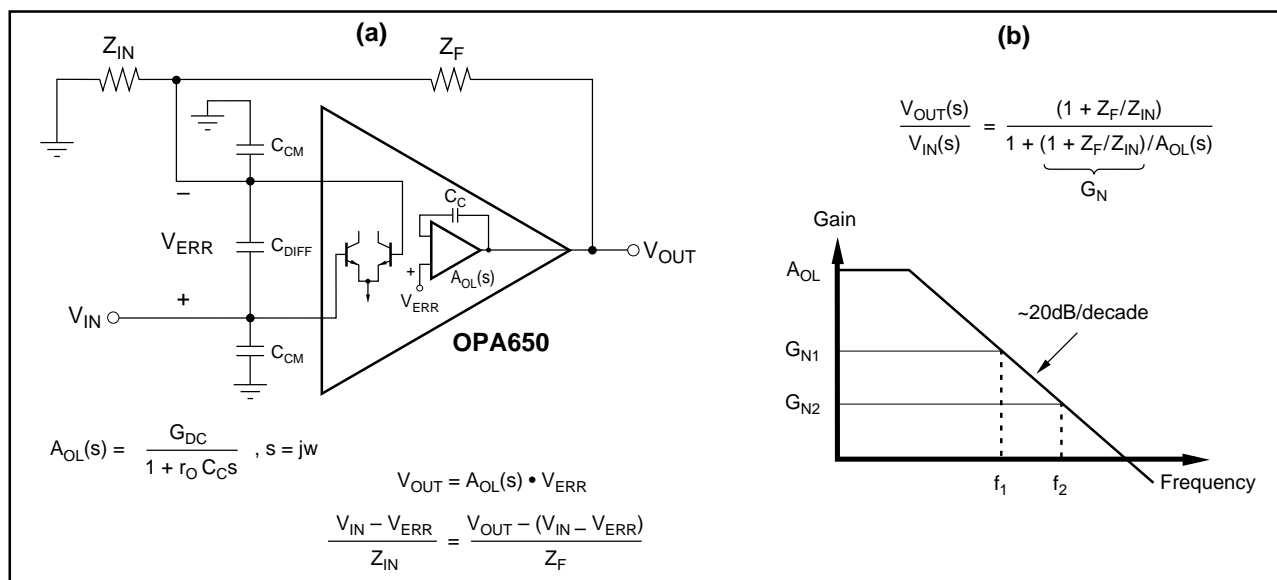 (a)
Z_IN
Z_F
C_CM
–
V_ERR
C_DIFF
+
V_IN
C_CM
C_C
+
V_ERR
A_OL(s)
OPA650
V_OUT
A_OL(s) = G_DC / 1 + r_O C_C s , s = jw
V_OUT = A_OL(s) • V_ERR
V_IN – V_ERR / Z_IN = V_OUT – (V_IN – V_ERR) / Z_F
(b)
V_OUT(s) / V_IN(s) = (1 + Z_F/Z_IN) / 1 + (1 + Z_F/Z_IN)/A_OL(s)
G_N
Gain
A_OL
~20dB/decade
G_N1
G_N2
f_1
f_2
Frequency